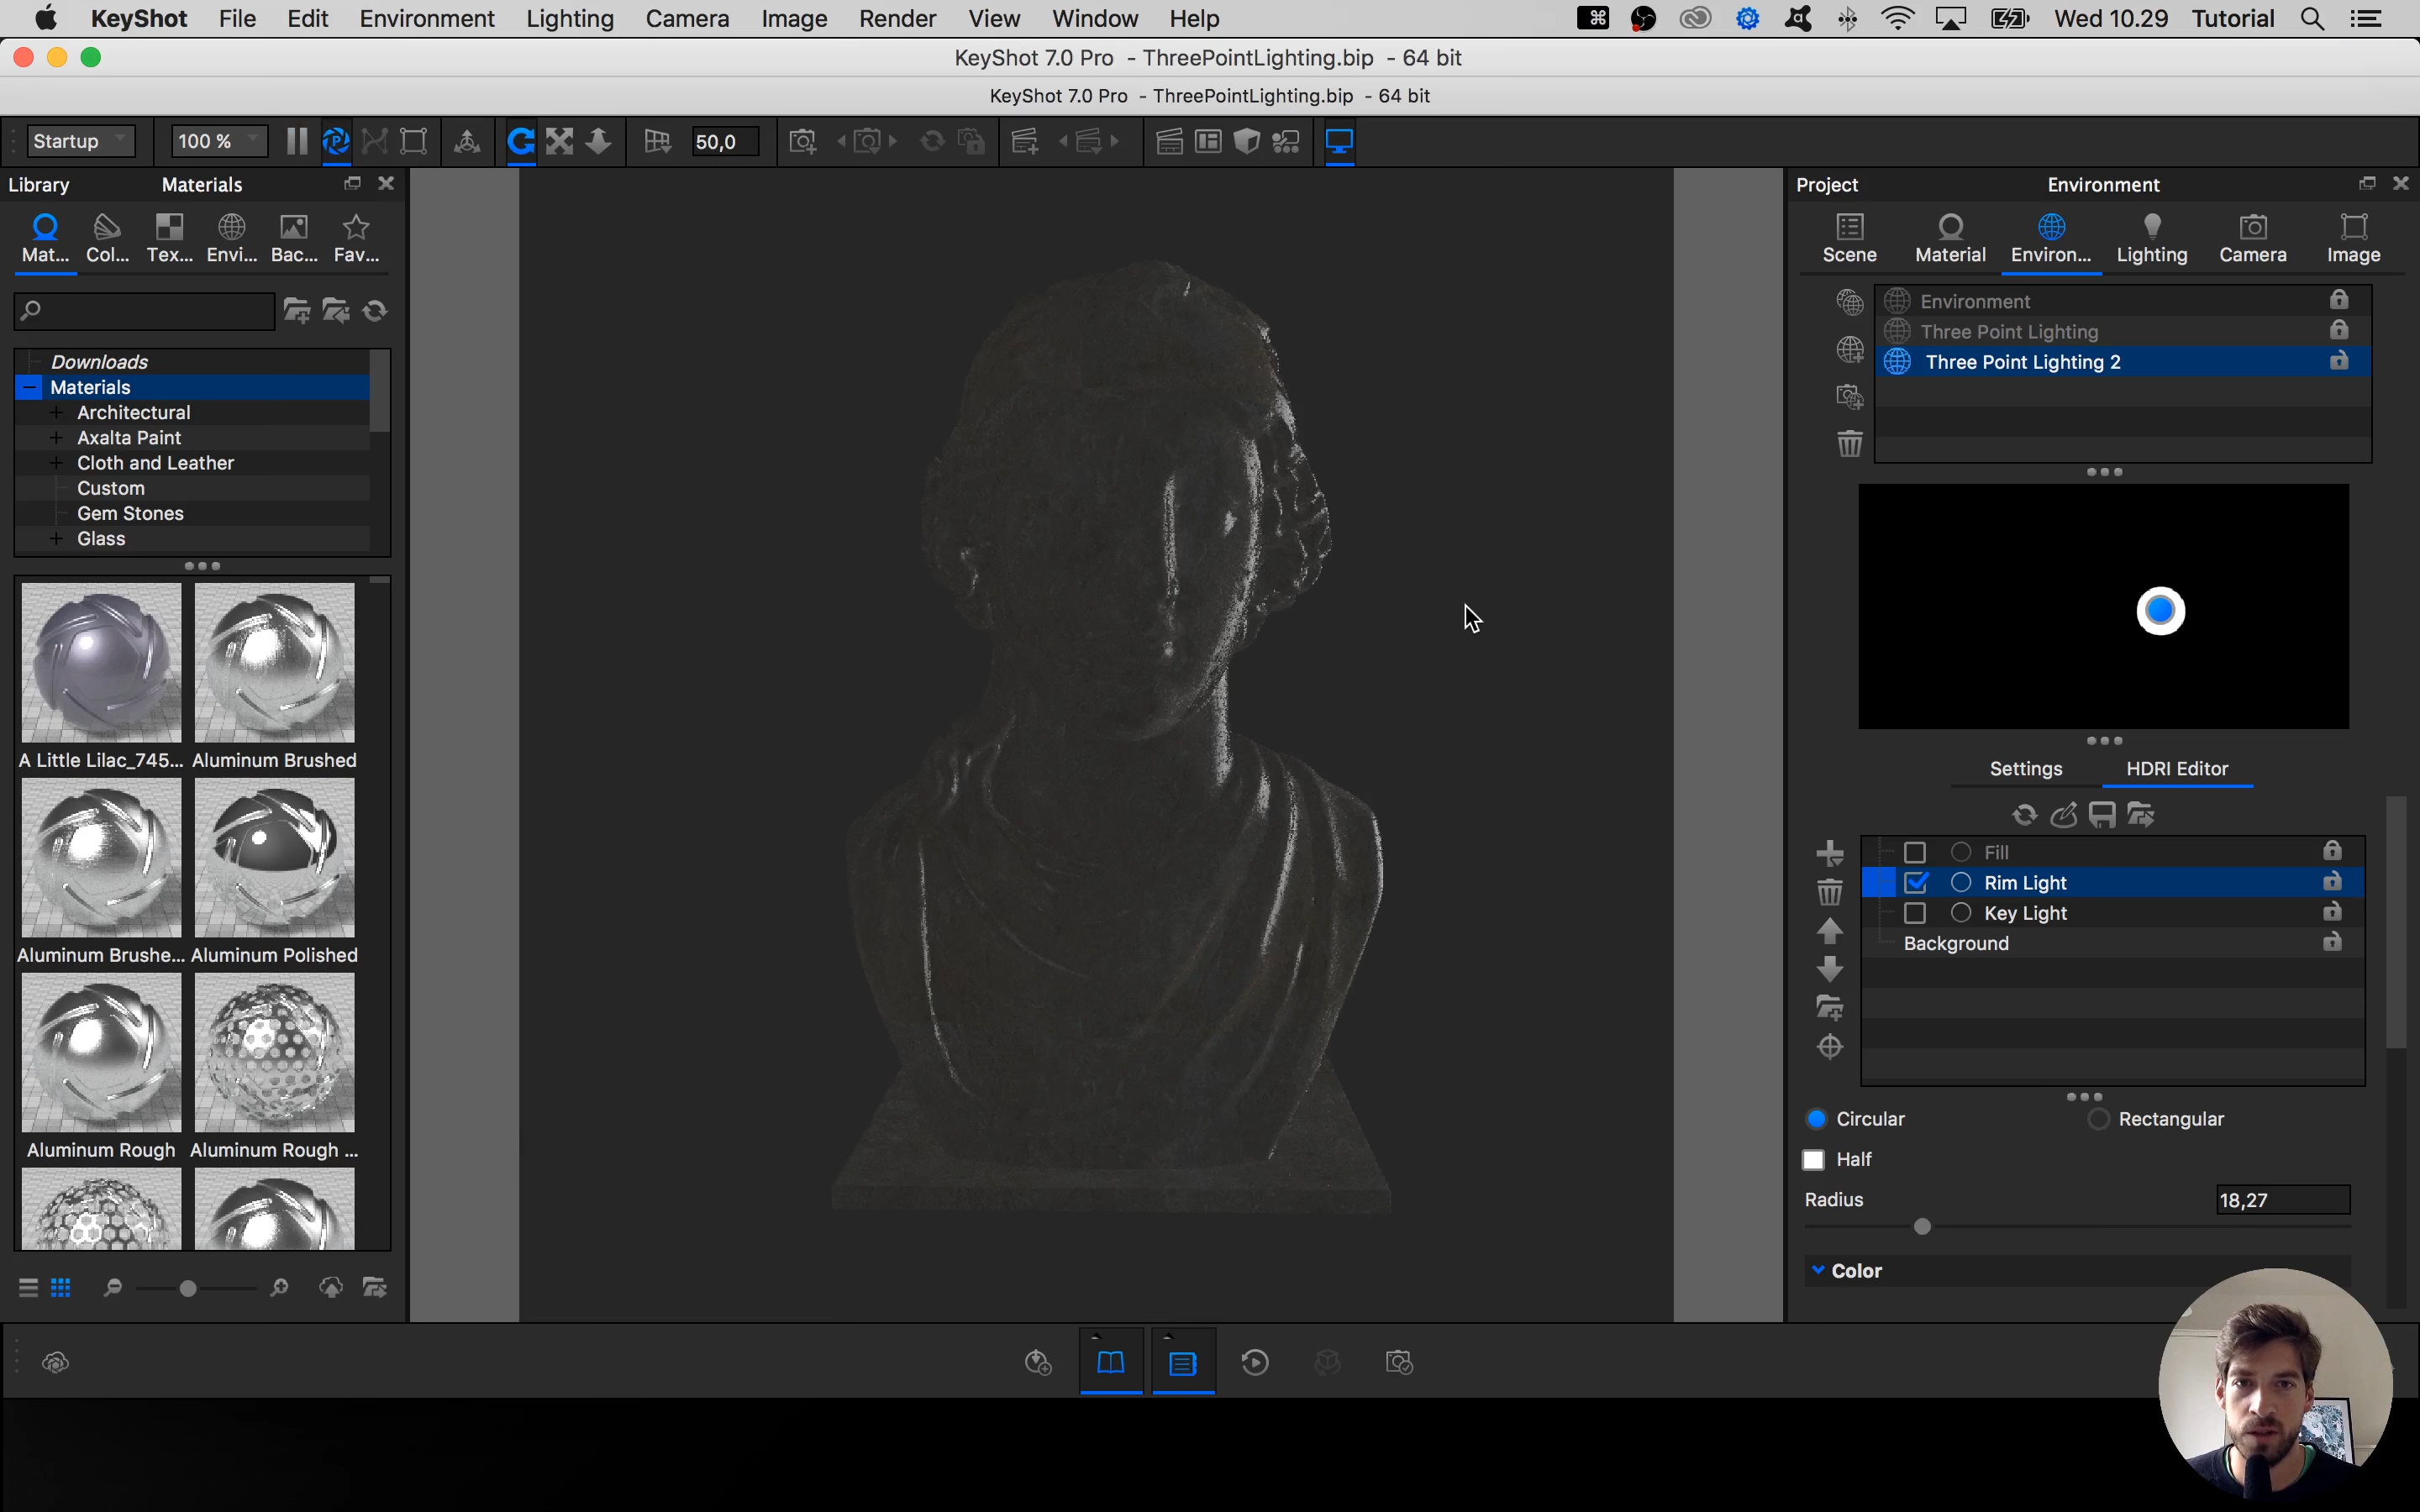 KeyShot File Edit Environment Lighting Camera Image Render View Window Help Wed 10.29 Tutorial
KeyShot 7.0 Pro - ThreePointLighting.bip - 64 bit
KeyShot 7.0 Pro - ThreePointLighting.bip - 64 bit
Startup 100 % 50,0
Library Materials
Mat... Col... Tex... Envi... Bac... Fav...
Downloads
Materials
Architectural
Axalta Paint
Cloth and Leather
Custom
Gem Stones
Glass
A Little Lilac_745... Aluminum Brushed
Aluminum Brushe... Aluminum Polished
Aluminum Rough Aluminum Rough ...
Project Environment
Scene Material Environ... Lighting Camera Image
Environment
Three Point Lighting
Three Point Lighting 2
Settings HDRI Editor
Fill
Rim Light
Key Light
Background
Circular Rectangular
Half
Radius 18,27
Color